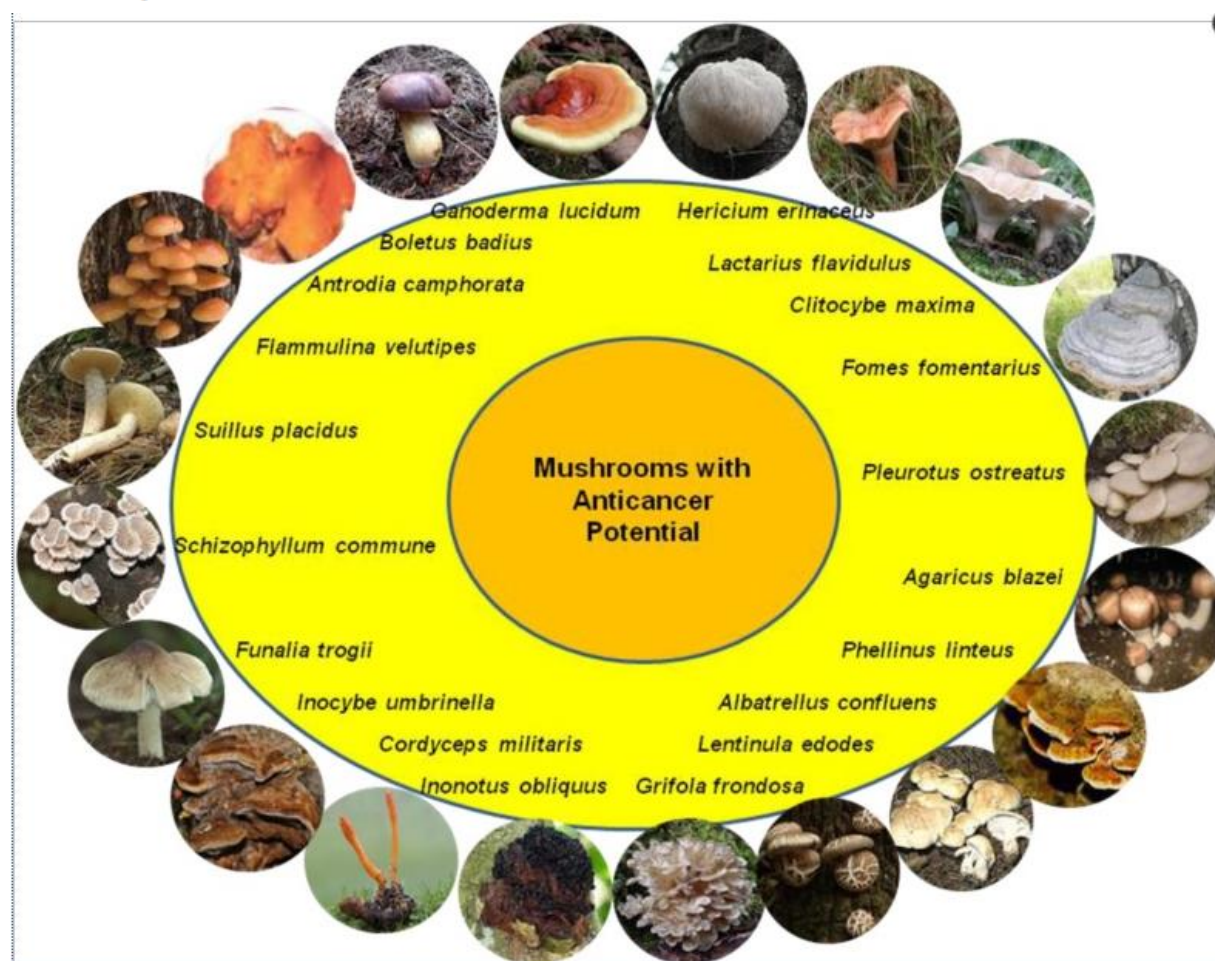 Ganoderma lucidum
Hericium erinaceus
Boletus badius
Lactarius flavidulus
Antrodia camphorata
Clitocybe maxima
Flammulina velutipes
Fomes fomentarius
Suillus placidus
Mushrooms with
Anticancer
Potential
Pleurotus ostreatus
Schizophyllum commune
Agaricus blazei
Funalia trogii
Phellinus linteus
Inocybe umbrinella
Albatrellus confluens
Cordyceps militaris
Lentinula edodes
Inonotus obliquus
Grifola frondosa